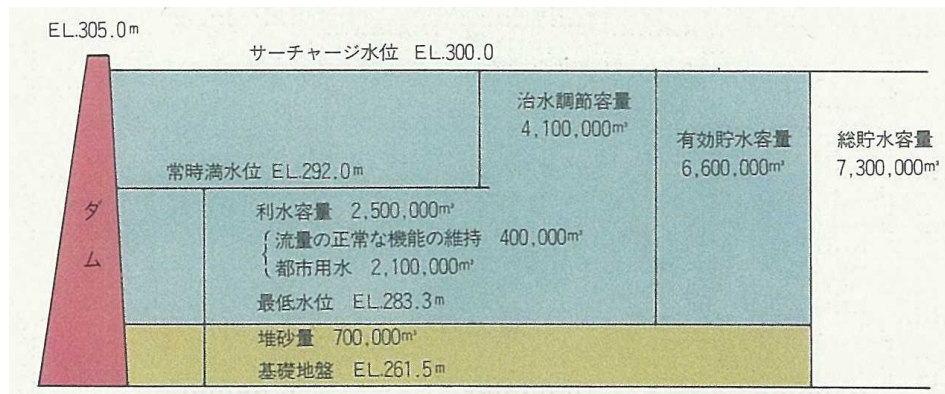 EL.305.0m
サーチャージ水位 EL.300.0
治水調節容量
4,100,000m³
有効貯水容量
6,600,000m³
総貯水容量
7,300,000m³
常時満水位 EL.292.0m
ダム
利水容量 2,500,000m³
流量の正常な機能の維持 400,000m³
都市用水 2,100,000m³
最低水位 EL.283.3m
堆砂量 700,000m³
基礎地盤 EL.261.5m